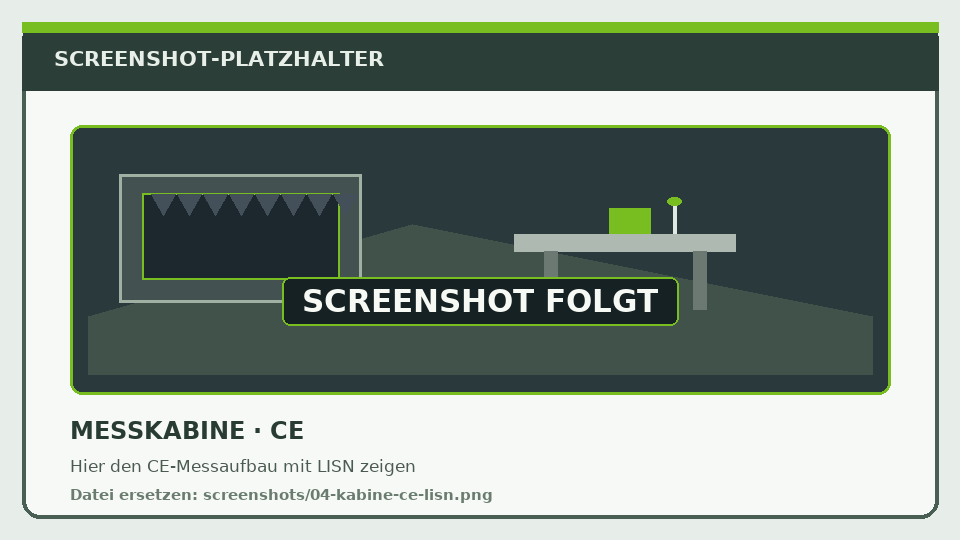 SCREENSHOT-PLATZHALTER
SCREENSHOT FOLGT
MESSKABINE · CE
Hier den CE-Messaufbau mit LISN zeigen
Datei ersetzen: screenshots/04-kabine-ce-lisn.png